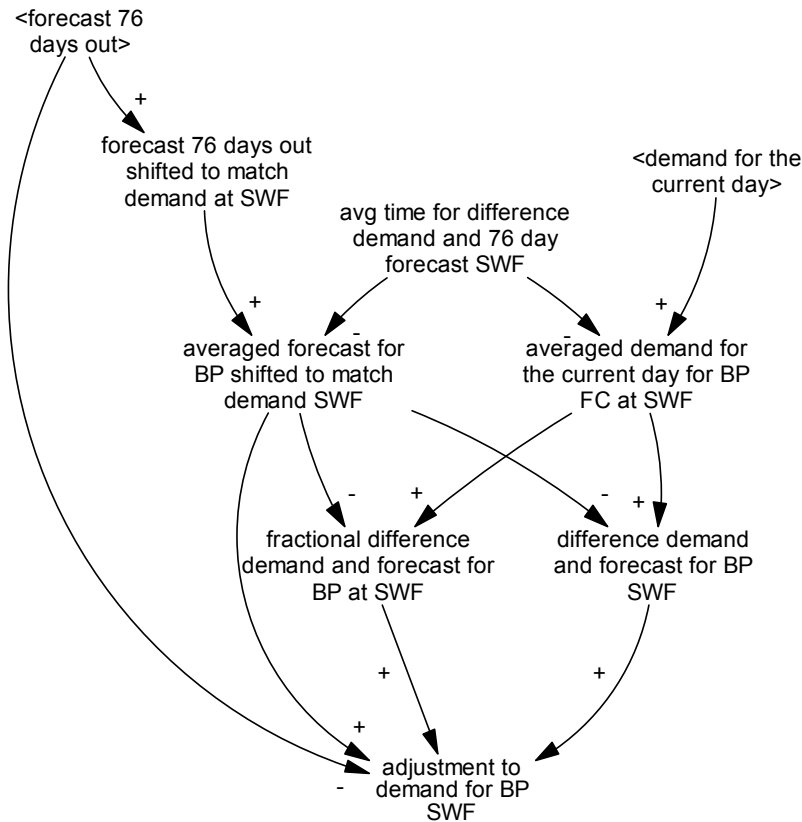 <forecast 76
days out>
+
forecast 76 days out
shifted to match
demand at SWF
<demand for the
current day>
avg time for difference
demand and 76 day
forecast SWF
+
-
averaged forecast for
BP shifted to match
demand SWF
+
-
averaged demand for
the current day for BP
FC at SWF
-
+
-
+
fractional difference
demand and forecast for
BP at SWF
difference demand
and forecast for BP
SWF
+
+
+
-
adjustment to
demand for BP
SWF